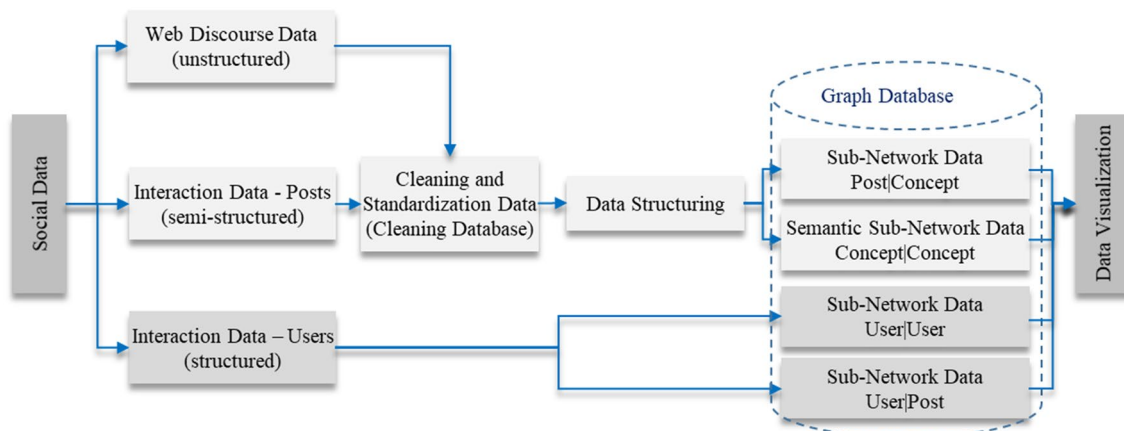 Social Data
Web Discourse Data
(unstructured)
Interaction Data - Posts
(semi-structured)
Interaction Data – Users
(structured)
Cleaning and
Standardization Data
(Cleaning Database)
Data Structuring
Graph Database
Sub-Network Data
Post|Concept
Semantic Sub-Network Data
Concept|Concept
Sub-Network Data
User|User
Sub-Network Data
User|Post
Data Visualization